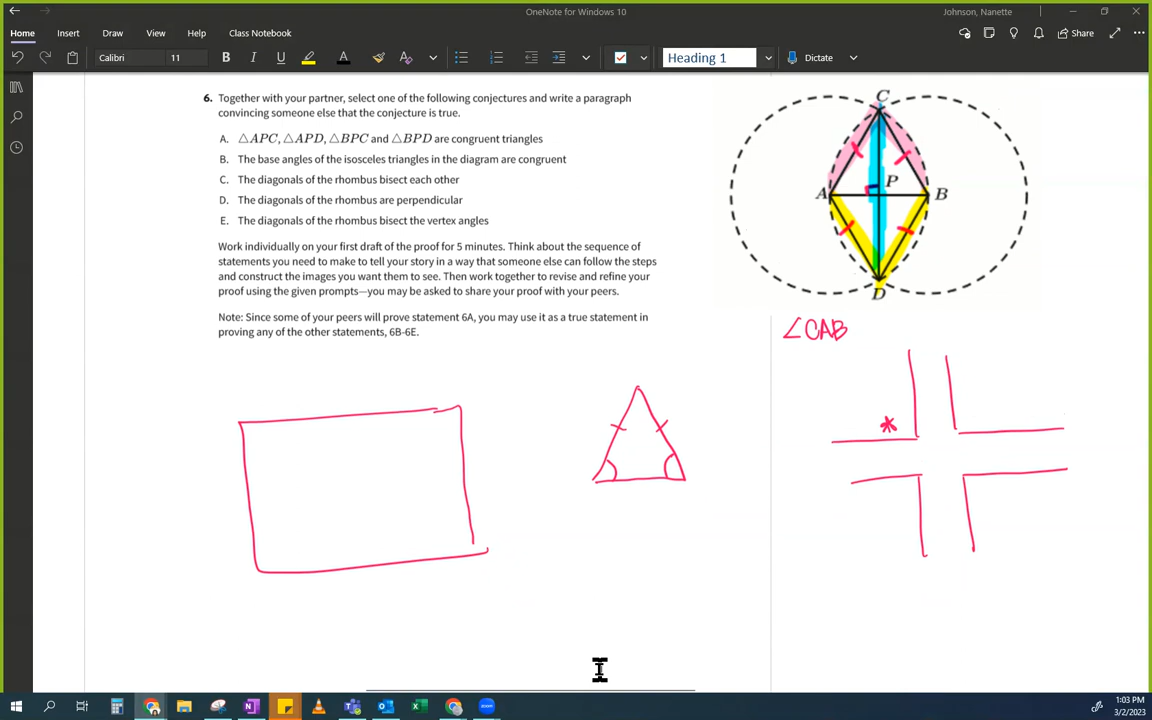 OneNote for Windows 10
Johnson, Nanette
Home Insert Draw View Help Class Notebook
Share
Calibri 11 B I U A A Heading 1 Dictate
6. Together with your partner, select one of the following conjectures and write a paragraph
convincing someone else that the conjecture is true.
A. △APC, △APD, △BPC and △BPD are congruent triangles
B. The base angles of the isosceles triangles in the diagram are congruent
C. The diagonals of the rhombus bisect each other
D. The diagonals of the rhombus are perpendicular
E. The diagonals of the rhombus bisect the vertex angles
Work individually on your first draft of the proof for 5 minutes. Think about the sequence of
statements you need to make to tell your story in a way that someone else can follow the steps
and construct the images you want them to see. Then work together to revise and refine your
proof using the given prompts—you may be asked to share your proof with your peers.
Note: Since some of your peers will prove statement 6A, you may use it as a true statement in
proving any of the other statements, 6B-6E.
C
P
A B
D
∠CAB
*
1:03 PM
3/2/2023